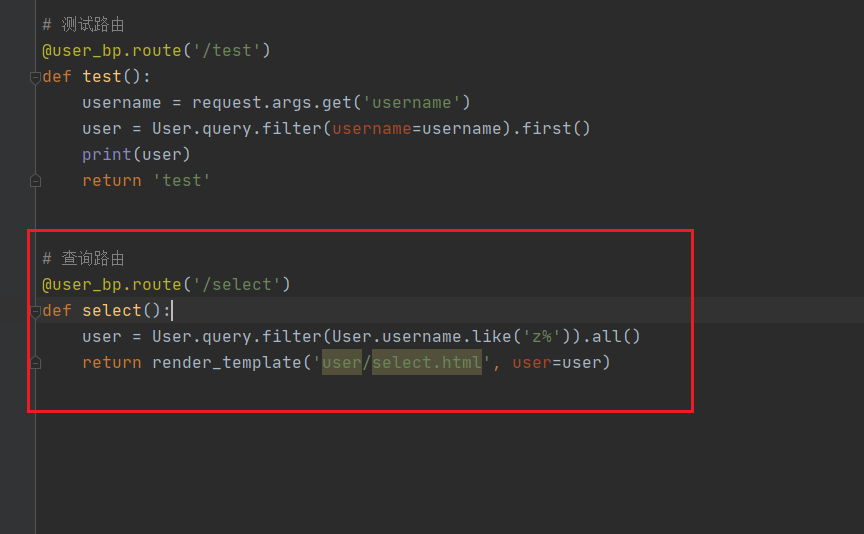 # 测试路由
@user_bp.route('/test')
def test():
    username = request.args.get('username')
    user = User.query.filter(username=username).first()
    print(user)
    return 'test'
# 查询路由
@user_bp.route('/select')
def select():
    user = User.query.filter(User.username.like('z%')).all()
    return render_template('user/select.html', user=user)